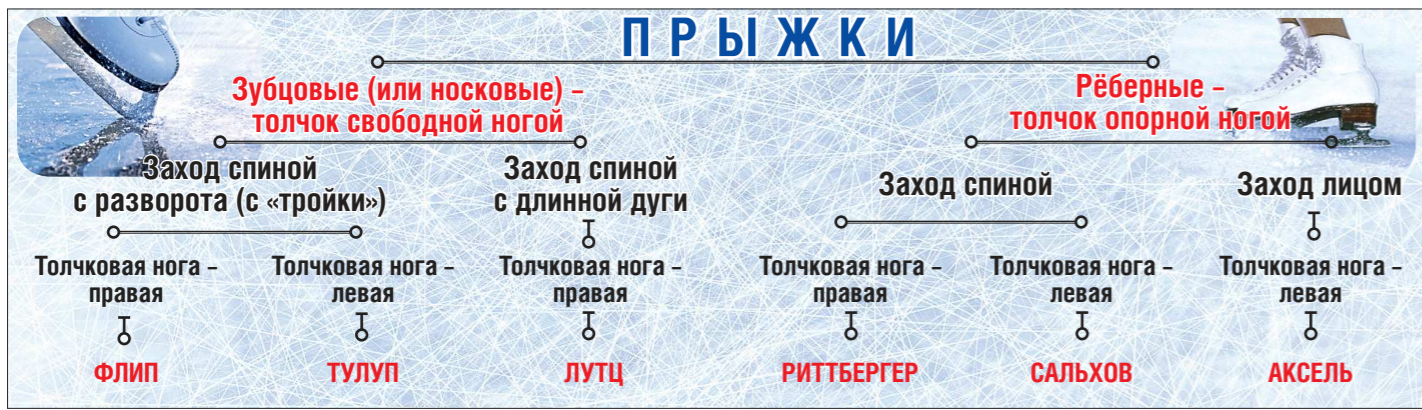 ПРЫЖКИ
Зубцовые (или носковые) –
толчок свободной ногой
Рёберные –
толчок опорной ногой
Заход спиной
с разворота (с «тройки»)
Заход спиной
с длинной дуги
Заход спиной
Заход лицом
Толчковая нога –
правая
Толчковая нога –
левая
Толчковая нога –
правая
Толчковая нога –
правая
Толчковая нога –
левая
Толчковая нога –
левая
ФЛИП
ТУЛУП
ЛУТЦ
РИТТБЕРГЕР
САЛЬХОВ
АКСЕЛЬ